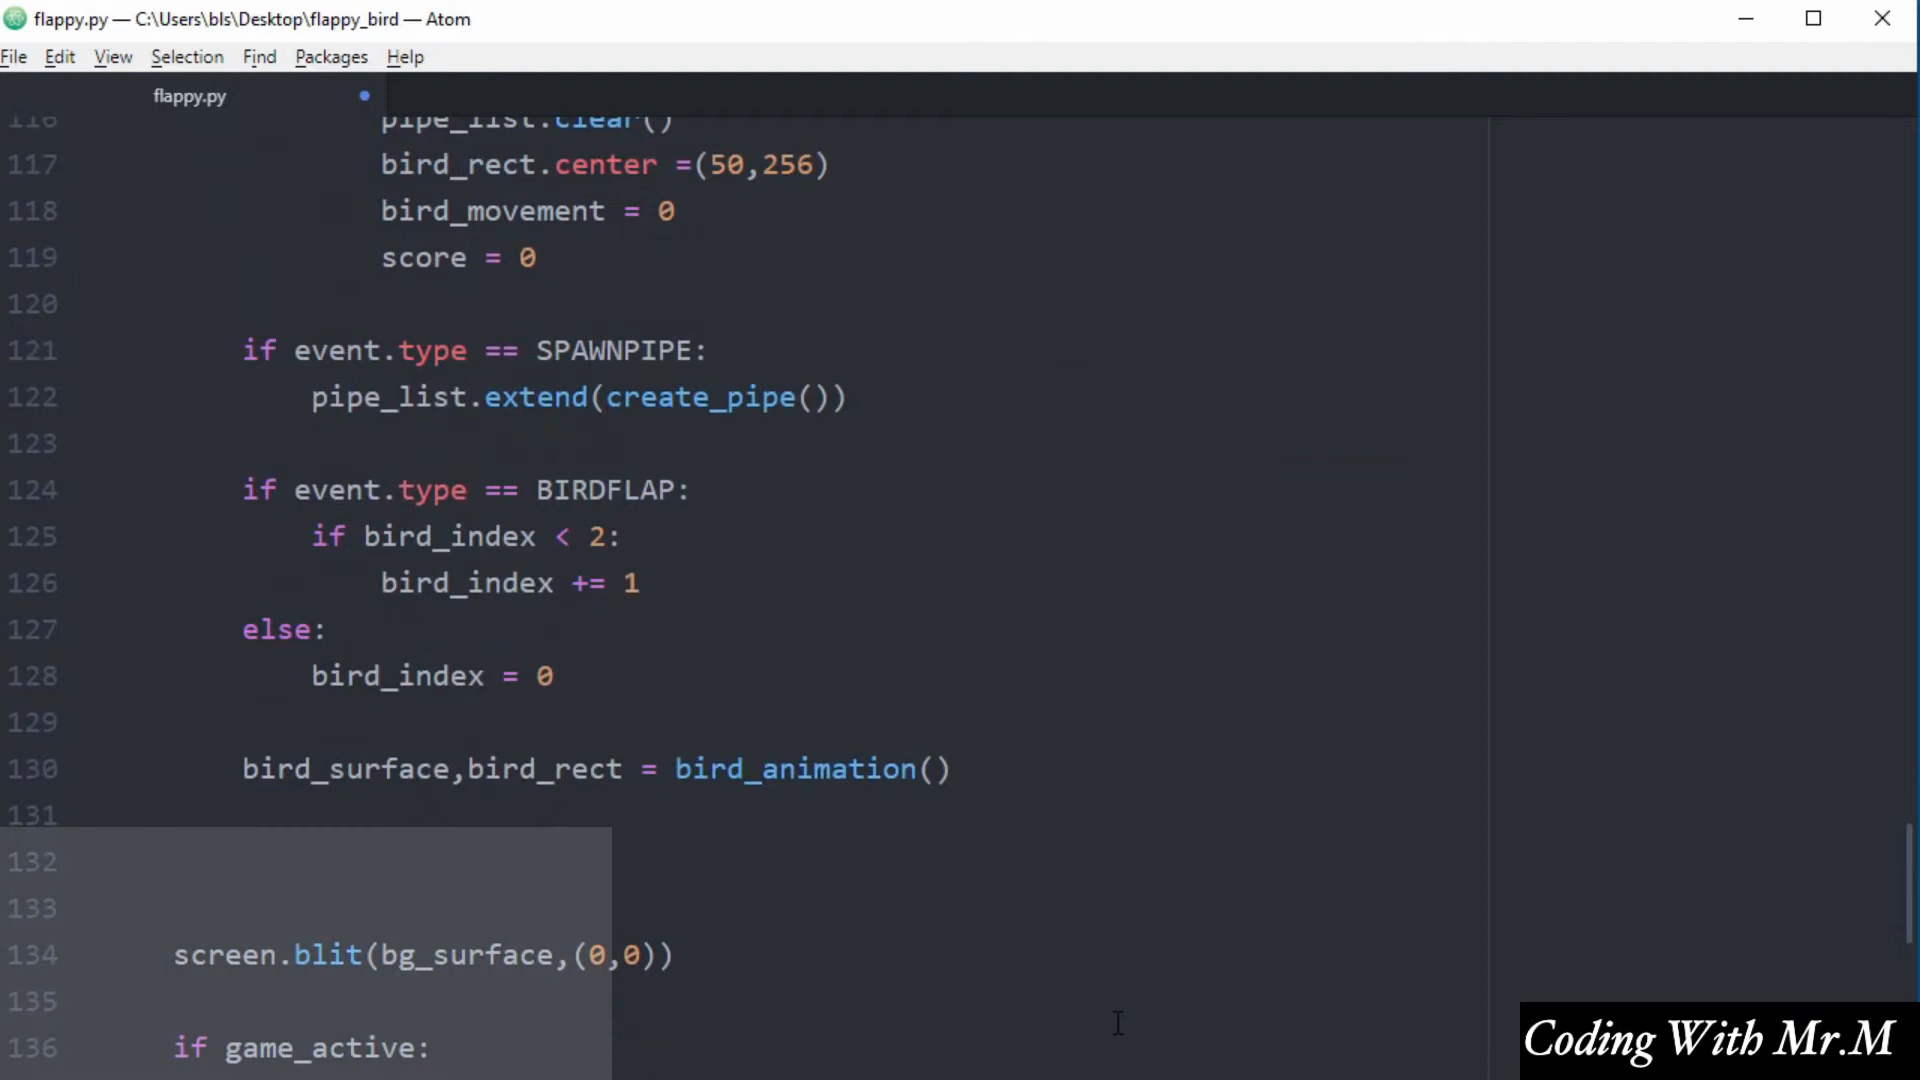 flappy.py — C:\Users\bls\Desktop\flappy_bird — Atom
File Edit View Selection Find Packages Help
flappy.py
116 pipe_list.clear()
117 bird_rect.center =(50,256)
118 bird_movement = 0
119 score = 0
120
121 if event.type == SPAWNPIPE:
122 pipe_list.extend(create_pipe())
123
124 if event.type == BIRDFLAP:
125 if bird_index < 2:
126 bird_index += 1
127 else:
128 bird_index = 0
129
130 bird_surface,bird_rect = bird_animation()
131
132
133
134 screen.blit(bg_surface,(0,0))
135
136 if game_active:
Coding With Mr.M